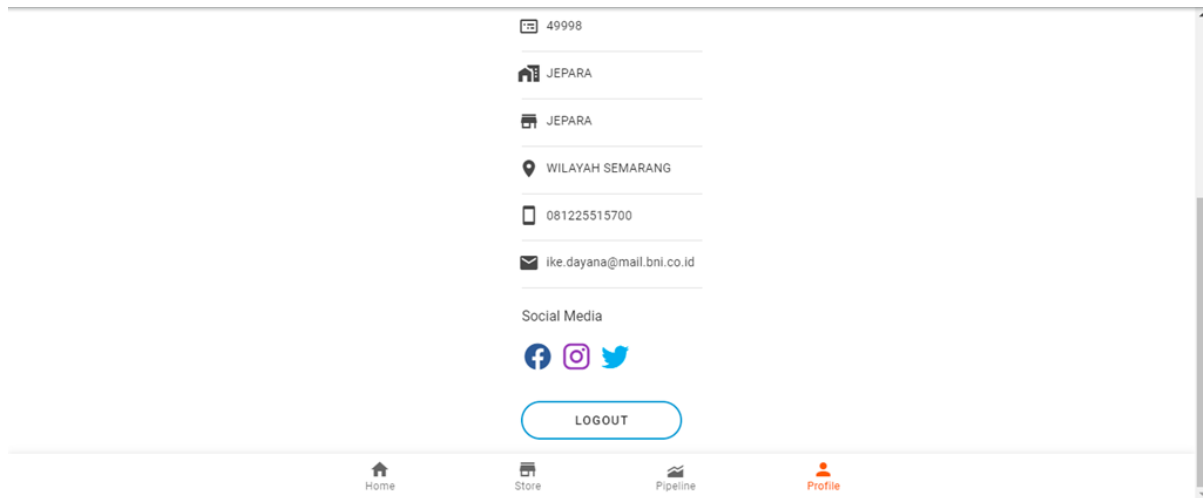 49998
JEPARA
JEPARA
WILAYAH SEMARANG
081225515700
ike.dayana@mail.bni.co.id
Social Media
LOGOUT
Home Store Pipeline Profile